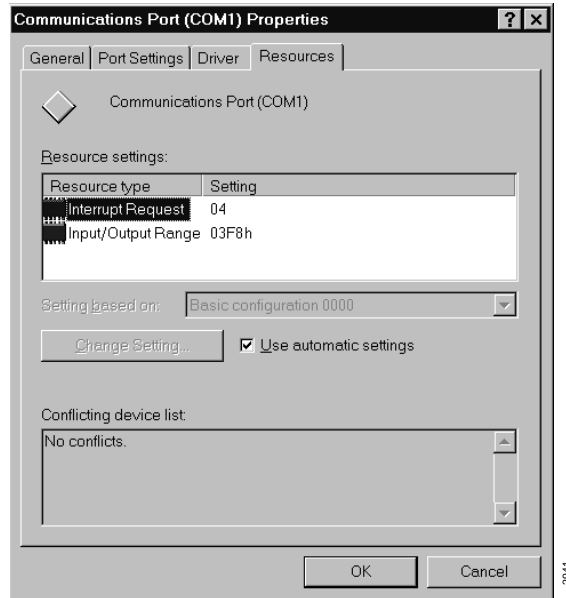 Communications Port (COM1) Properties
General Port Settings Driver Resources
Communications Port (COM1)
Resource settings:
Resource type Setting
Interrupt Request 04
Input/Output Range 03F8h
Setting based on: Basic configuration 0000
Change Setting... Use automatic settings
Conflicting device list:
No conflicts.
OK Cancel